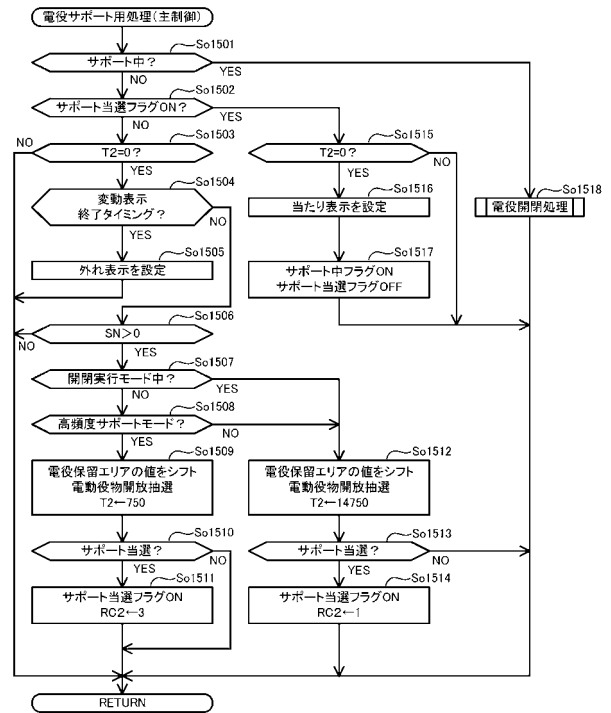 電役サポート用処理(主制御)
So1501
サポート中?
YES
NO
So1502
サポート当選フラグON?
YES
NO
So1503
NO
T2=0?
YES
So1504
変動表示
終了タイミング?
NO
YES
So1505
外れ表示を設定
So1515
T2=0?
NO
YES
So1516
当たり表示を設定
So1517
サポート中フラグON
サポート当選フラグOFF
So1518
電役開閉処理
So1506
SN>0
NO
YES
So1507
開閉実行モード中?
YES
NO
So1508
高頻度サポートモード?
NO
YES
So1509
電役保留エリアの値をシフト
電動役物開放抽選
T2←750
So1512
電役保留エリアの値をシフト
電動役物開放抽選
T2←14750
So1510
サポート当選?
NO
YES
So1511
サポート当選フラグON
RC2←3
So1513
サポート当選?
NO
YES
So1514
サポート当選フラグON
RC2←1
RETURN